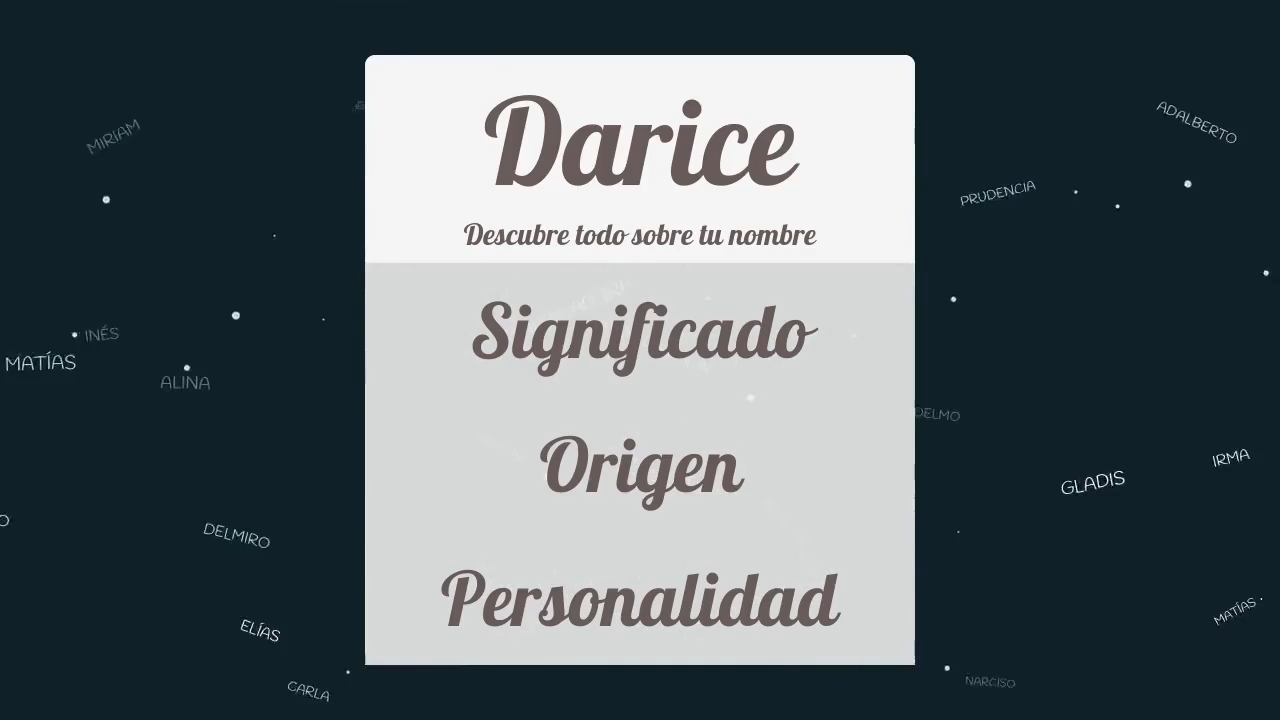 Darice
Descubre todo sobre tu nombre
Significado
Origen
Personalidad
MIRIAM
INÉS
MATÍAS
ALINA
DELMIRO
ELÍAS
CARLA
ADALBERTO
PRUDENCIA
DELMO
IRMA
GLADIS
MATÍAS
NARCISO